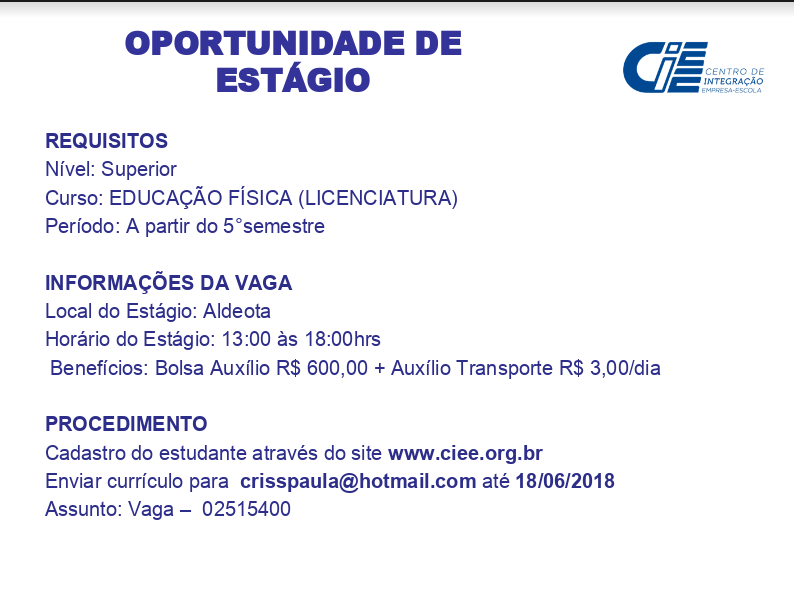 OPORTUNIDADE DE
ESTÁGIO
CIEE
CENTRO DE
INTEGRAÇÃO
EMPRESA-ESCOLA
REQUISITOS
Nível: Superior
Curso: EDUCAÇÃO FÍSICA (LICENCIATURA)
Período: A partir do 5°semestre
INFORMAÇÕES DA VAGA
Local do Estágio: Aldeota
Horário do Estágio: 13:00 às 18:00hrs
Benefícios: Bolsa Auxílio R$ 600,00 + Auxílio Transporte R$ 3,00/dia
PROCEDIMENTO
Cadastro do estudante através do site www.ciee.org.br
Enviar currículo para crisspaula@hotmail.com até 18/06/2018
Assunto: Vaga – 02515400